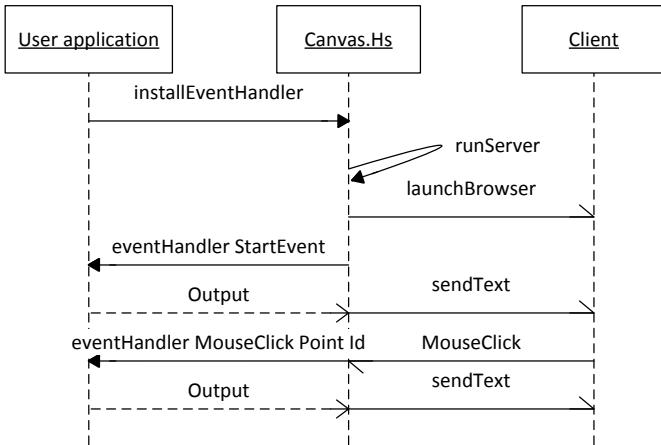 User application
Canvas.Hs
Client
installEventHandler
runServer
launchBrowser
eventHandler StartEvent
Output
sendText
eventHandler MouseClick Point Id
MouseClick
Output
sendText